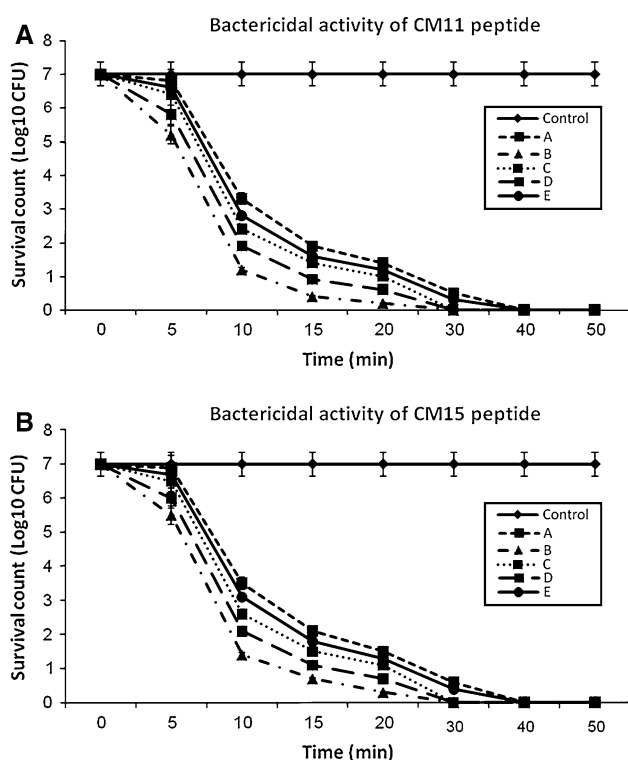 A
Bactericidal activity of CM11 peptide
Survival count (Log10 CFU)
8
7
6
5
4
3
2
1
0
Control
A
B
C
D
E
0 5 10 15 20 30 40 50
Time (min)
B
Bactericidal activity of CM15 peptide
Survival count (Log10 CFU)
8
7
6
5
4
3
2
1
0
Control
A
B
C
D
E
0 5 10 15 20 30 40 50
Time (min)